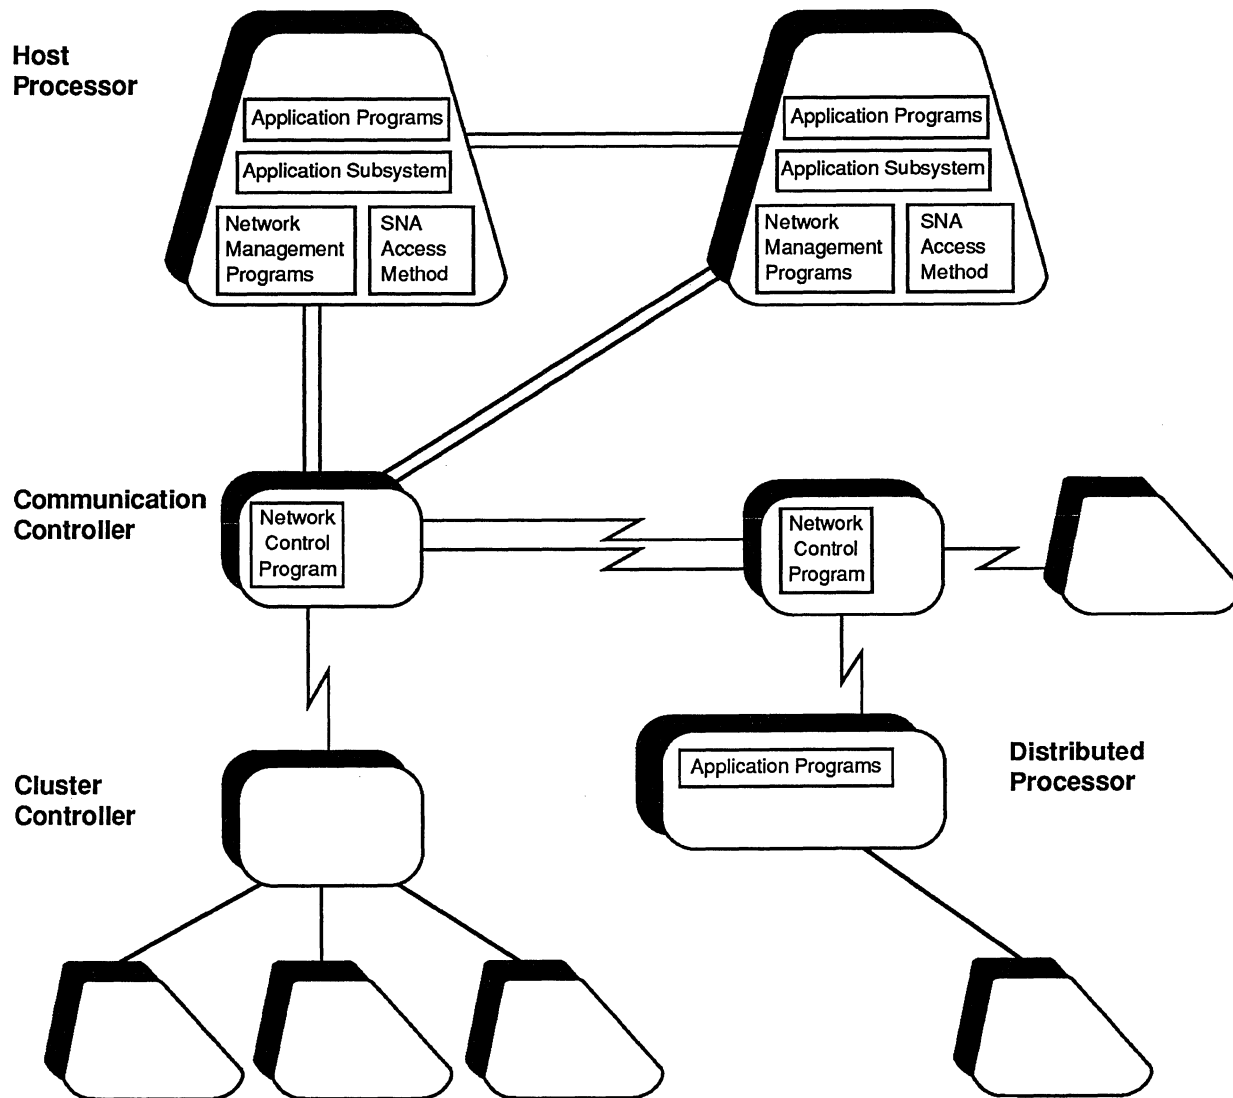 Host
Processor
Application Programs
Application Subsystem
Network
Management
Programs
SNA
Access
Method
Application Programs
Application Subsystem
Network
Management
Programs
SNA
Access
Method
Communication
Controller
Network
Control
Program
Network
Control
Program
Cluster
Controller
Application Programs
Distributed
Processor